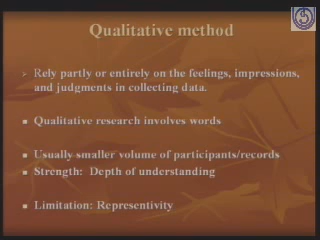 Qualitative method
Rely partly or entirely on the feelings, impressions,
and judgments in collecting data.
Qualitative research involves words
Usually smaller volume of participants/records
Strength: Depth of understanding
Limitation: Representivity